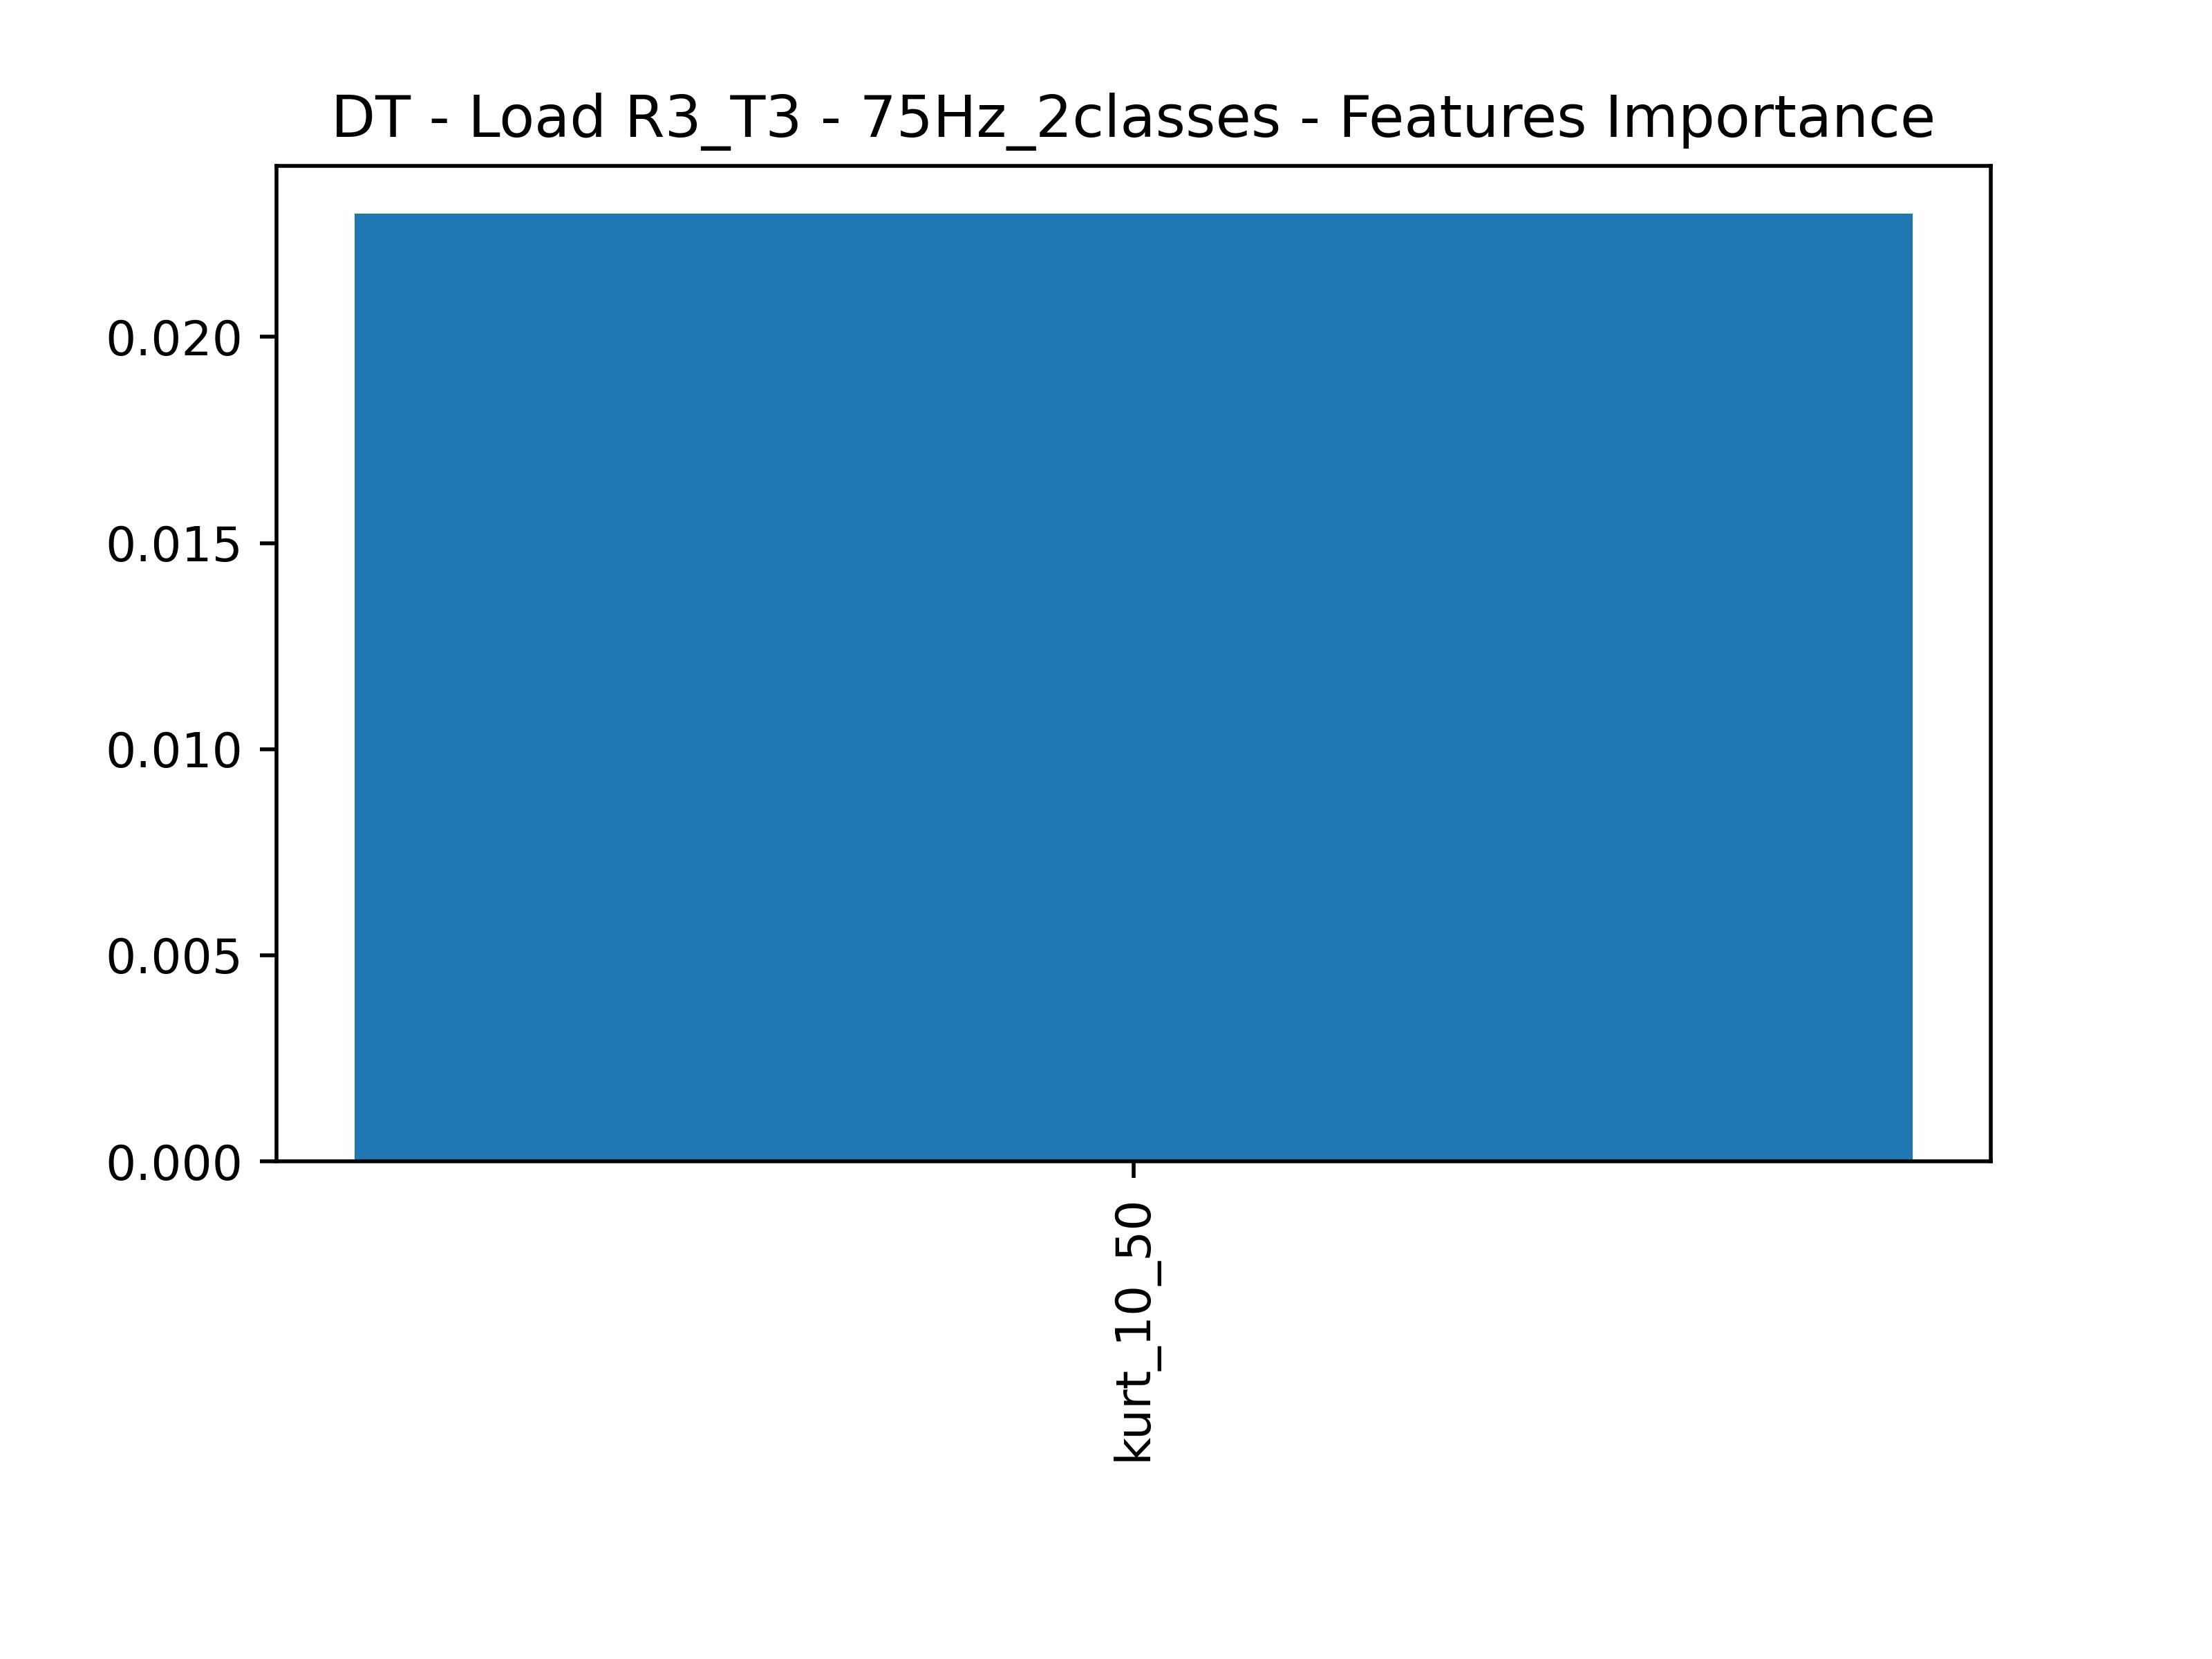 DT - Load R3_T3 - 75Hz_2classes - Features Importance
0.020
0.015
0.010
0.005
0.000
kurt_10_50